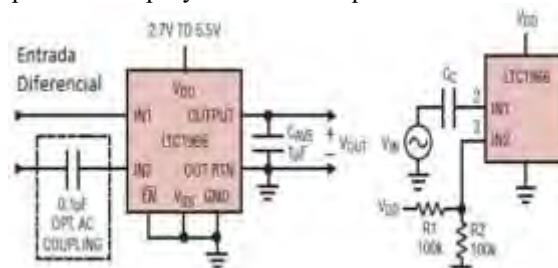 2.7V TO 5.5V
Entrada
Diferencial
VDD
IN1
OUTPUT
LTC1966
CAVE
1µF
+
VOUT
−
IN2
OUT RTN
0.1µF
OPT. AC
COUPLING
EN
VSS
GND
VDD
LTC1966
CC
2
IN1
3
IN2
VIN
VDD
R1
100k
R2
100k